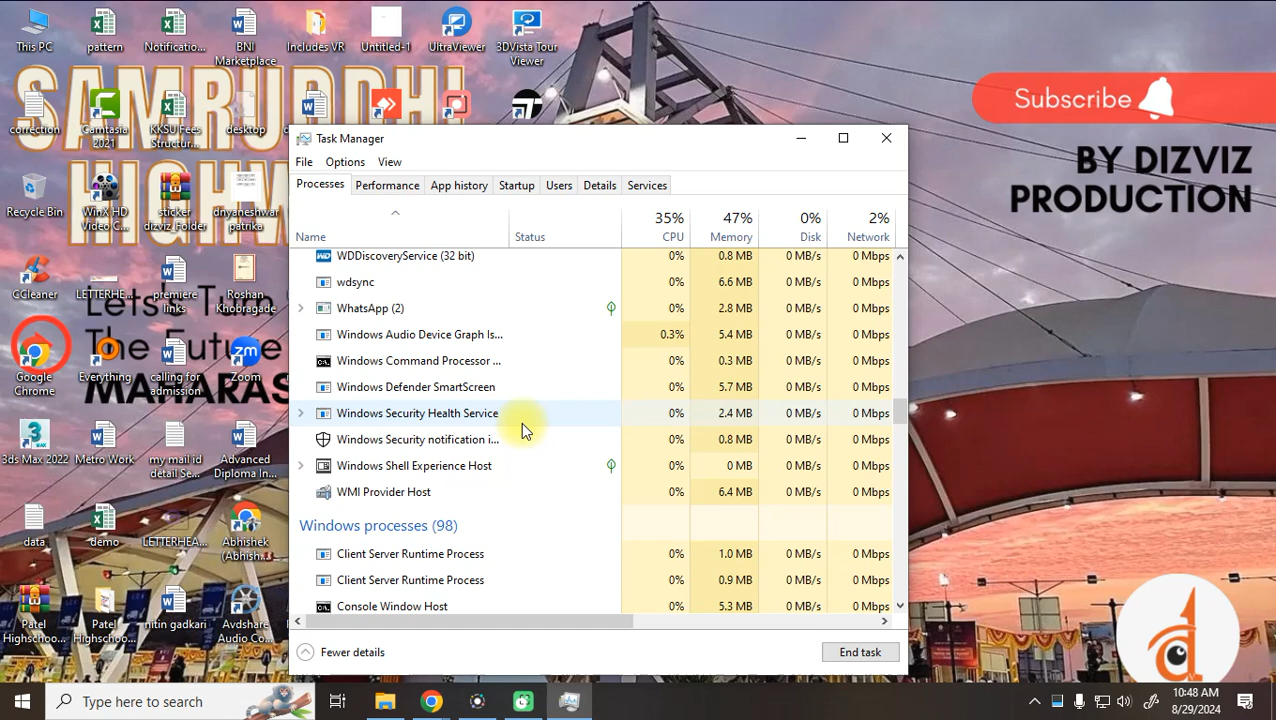 This PC
pattern
Notificatio...
BNI
Marketplace
Includes VR
Untitled-1
UltraViewer
3DVista Tour
Viewer
SAMRUDDHI
HIGHW
Lets's Turn
The Future
MAHARAS
Subscribe
BY DIZVIZ
PRODUCTION
correction
Camtasia
2021
KKSU Fees
Structur...
desktop
Recycle Bin
WinX HD
Video C...
sticker
dizviz_Folder
dnyaneshwar
patrika
CCleaner
LETTERHE...
premiere
links
Roshan
Khobragade
Google
Chrome
Everything
calling for
admission
Zoom
3ds Max 2022
Metro Work
my mail id
detail Se...
Advanced
Diploma In...
data
demo
LETTERHEA...
Abhishek
(Abhish...
Patel
Highschoo...
Patel
Highschoo...
nitin gadkari
Avdshare
Audio Co...
Task Manager
File Options View
Processes Performance App history Startup Users Details Services
35% 47% 0% 2%
Name Status CPU Memory Disk Network
WDDiscoveryService (32 bit) 0% 0.8 MB 0 MB/s 0 Mbps
wdsync 0% 6.6 MB 0 MB/s 0 Mbps
WhatsApp (2) 0% 2.8 MB 0 MB/s 0 Mbps
Windows Audio Device Graph Is... 0.3% 5.4 MB 0 MB/s 0 Mbps
Windows Command Processor ... 0% 0.3 MB 0 MB/s 0 Mbps
Windows Defender SmartScreen 0% 5.7 MB 0 MB/s 0 Mbps
Windows Security Health Service 0% 2.4 MB 0 MB/s 0 Mbps
Windows Security notification i... 0% 0.8 MB 0 MB/s 0 Mbps
Windows Shell Experience Host 0% 0 MB 0 MB/s 0 Mbps
WMI Provider Host 0% 6.4 MB 0 MB/s 0 Mbps
Windows processes (98)
Client Server Runtime Process 0% 1.0 MB 0 MB/s 0 Mbps
Client Server Runtime Process 0% 0.9 MB 0 MB/s 0 Mbps
Console Window Host 0% 5.3 MB 0 MB/s 0 Mbps
Fewer details
End task
Type here to search
10:48 AM
8/29/2024